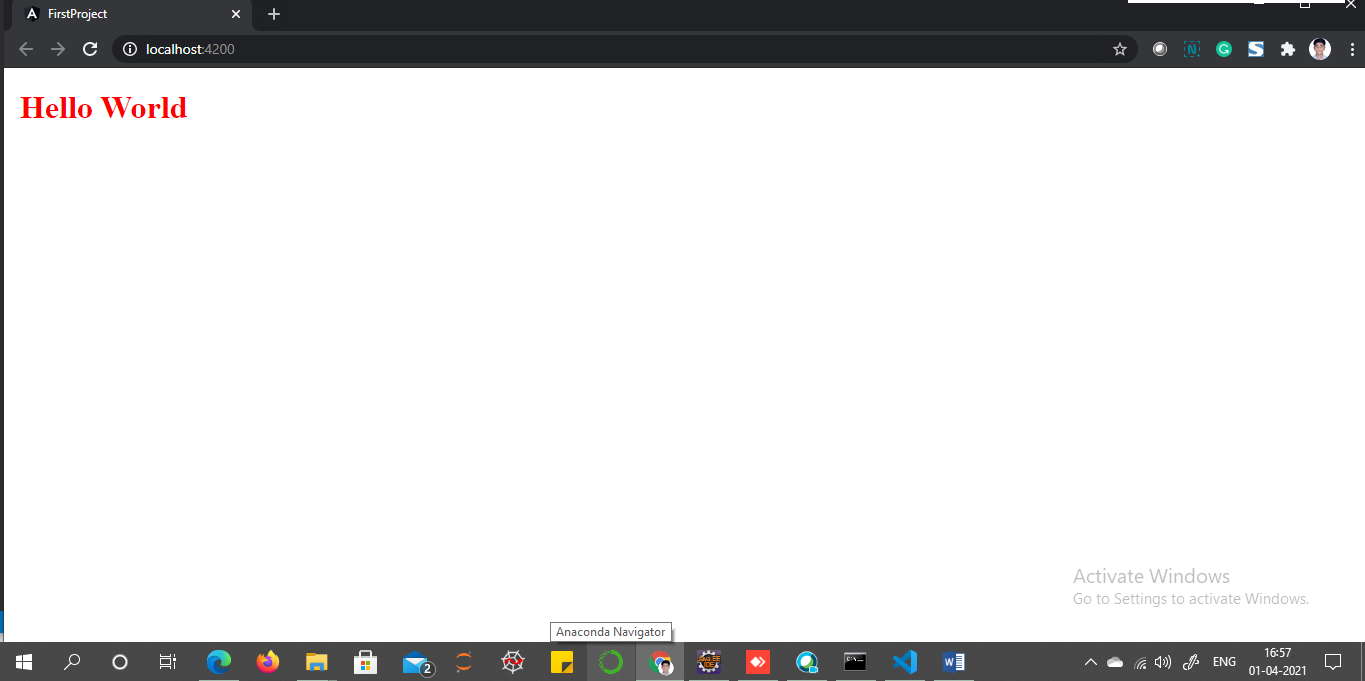 FirstProject
localhost:4200
Hello World
Activate Windows
Go to Settings to activate Windows.
Anaconda Navigator
2
ENG
16:57
01-04-2021